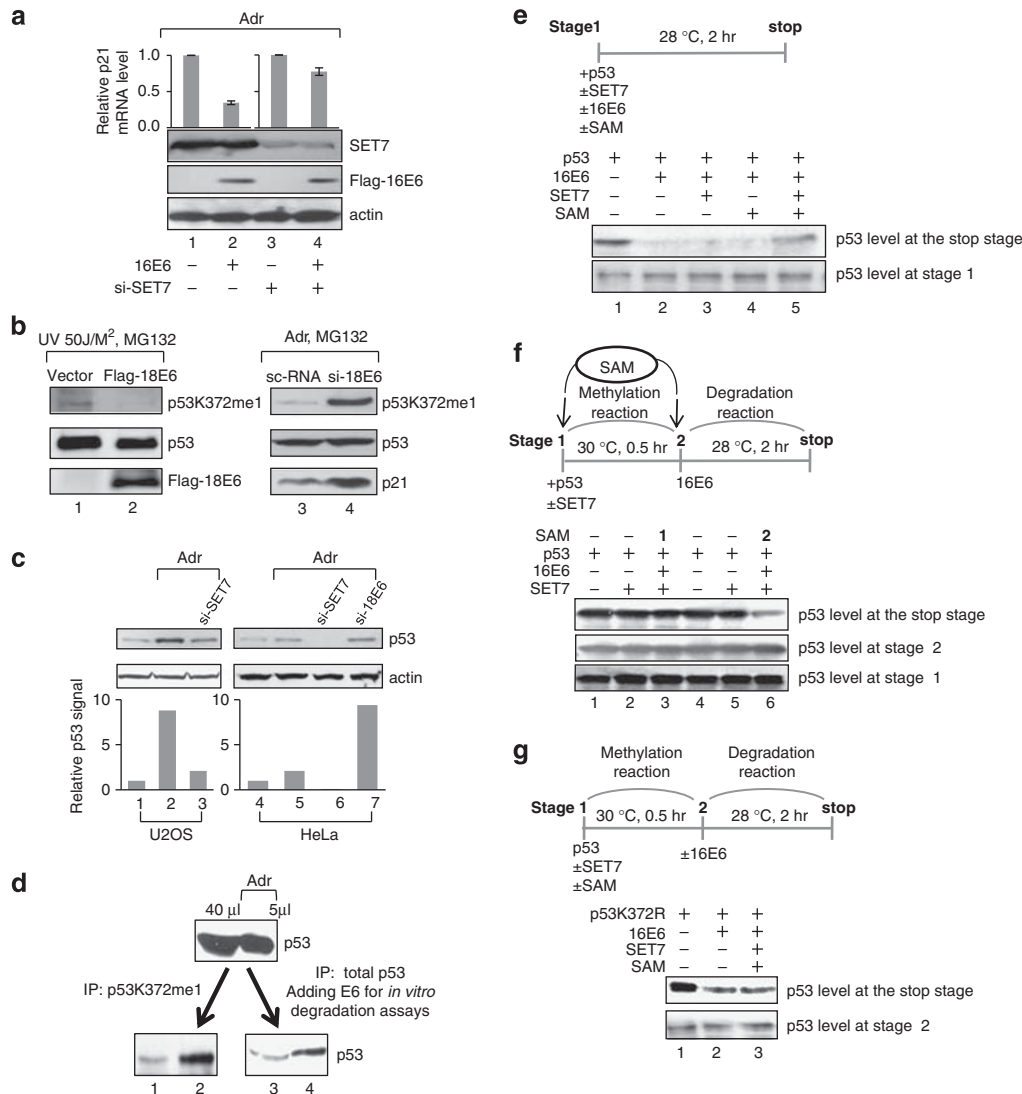 a
Adr
Relative p21
mRNA level
1.0
0.5
0.0
SET7
Flag-16E6
actin
1 2 3 4
16E6 – + – +
si-SET7 – – + +
b
UV 50J/M2, MG132
Vector Flag-18E6
p53K372me1
p53
Flag-18E6
1 2
Adr, MG132
sc-RNA si-18E6
p53K372me1
p53
p21
3 4
c
Adr
si-SET7
Adr
si-SET7
si-18E6
p53
actin
Relative p53 signal
10
5
0
10
5
0
1 2 3
U2OS
4 5 6 7
HeLa
d
Adr
40 µl 5µl
p53
IP: p53K372me1
IP: total p53
Adding E6 for in vitro
degradation assays
p53
1 2 3 4
e
Stage1 stop
28 °C, 2 hr
+p53
±SET7
±16E6
±SAM
p53 + + + + +
16E6 – + + + +
SET7 – – + – +
SAM – – – + +
p53 level at the stop stage
p53 level at stage 1
1 2 3 4 5
f
SAM
Methylation
reaction
Degradation
reaction
Stage 1 2 stop
30 °C, 0.5 hr 28 °C, 2 hr
+p53
±SET7
16E6
SAM – – 1 – – 2
p53 + + + + + +
16E6 – – + – – +
SET7 – + + – + +
p53 level at the stop stage
p53 level at stage 2
p53 level at stage 1
1 2 3 4 5 6
g
Methylation
reaction
Degradation
reaction
Stage 1 2 stop
30 °C, 0.5 hr 28 °C, 2 hr
p53
±SET7
±SAM
±16E6
p53K372R + + +
16E6 – + +
SET7 – – +
SAM – – +
p53 level at the stop stage
p53 level at stage 2
1 2 3